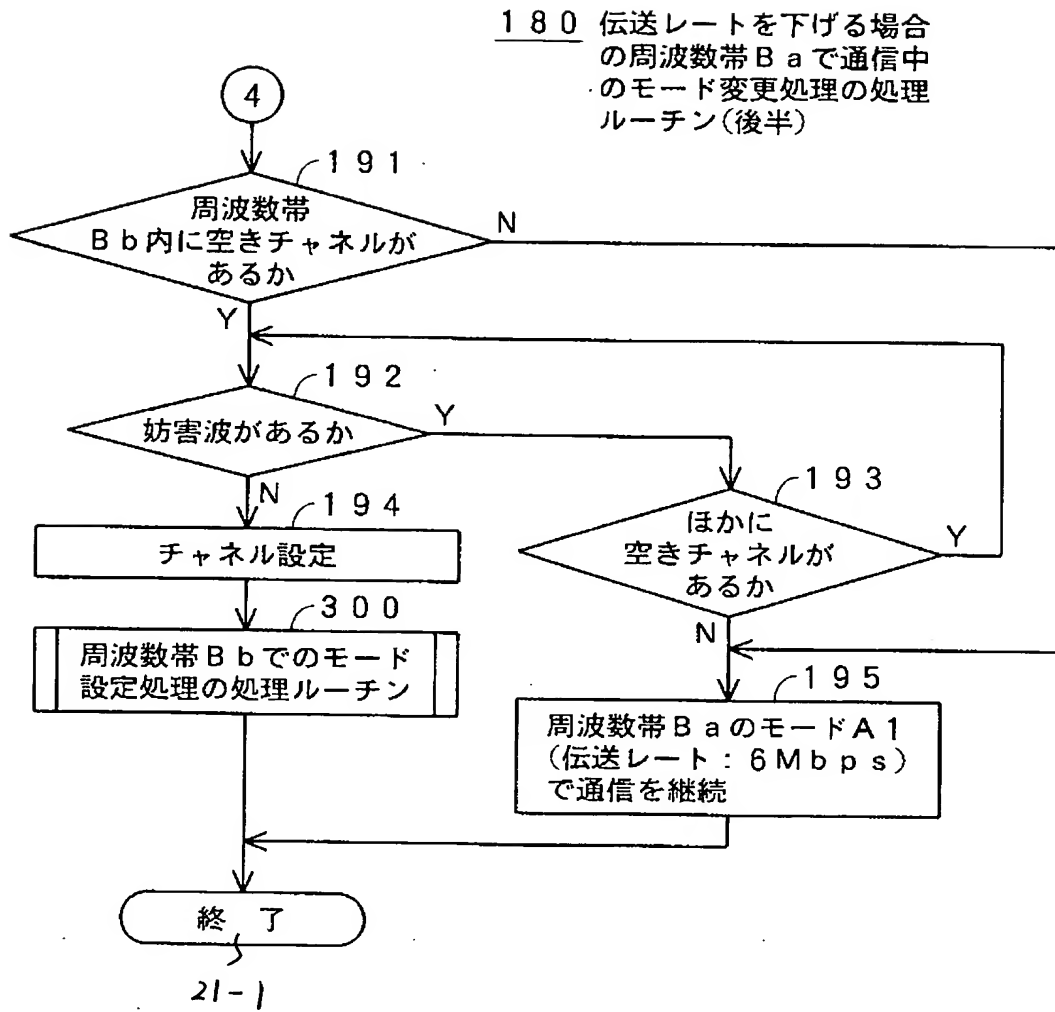 180 伝送レートを下げる場合
の周波数帯Baで通信中
のモード変更処理の処理
ルーチン(後半)
4
191
周波数帯
Bb内に空きチャネルが
あるか
N
Y
192
妨害波があるか
Y
N
193
ほかに
空きチャネルが
あるか
Y
N
194
チャネル設定
300
周波数帯Bbでのモード
設定処理の処理ルーチン
195
周波数帯BaのモードA1
(伝送レート:6Mbps)
で通信を継続
終 了
21-1